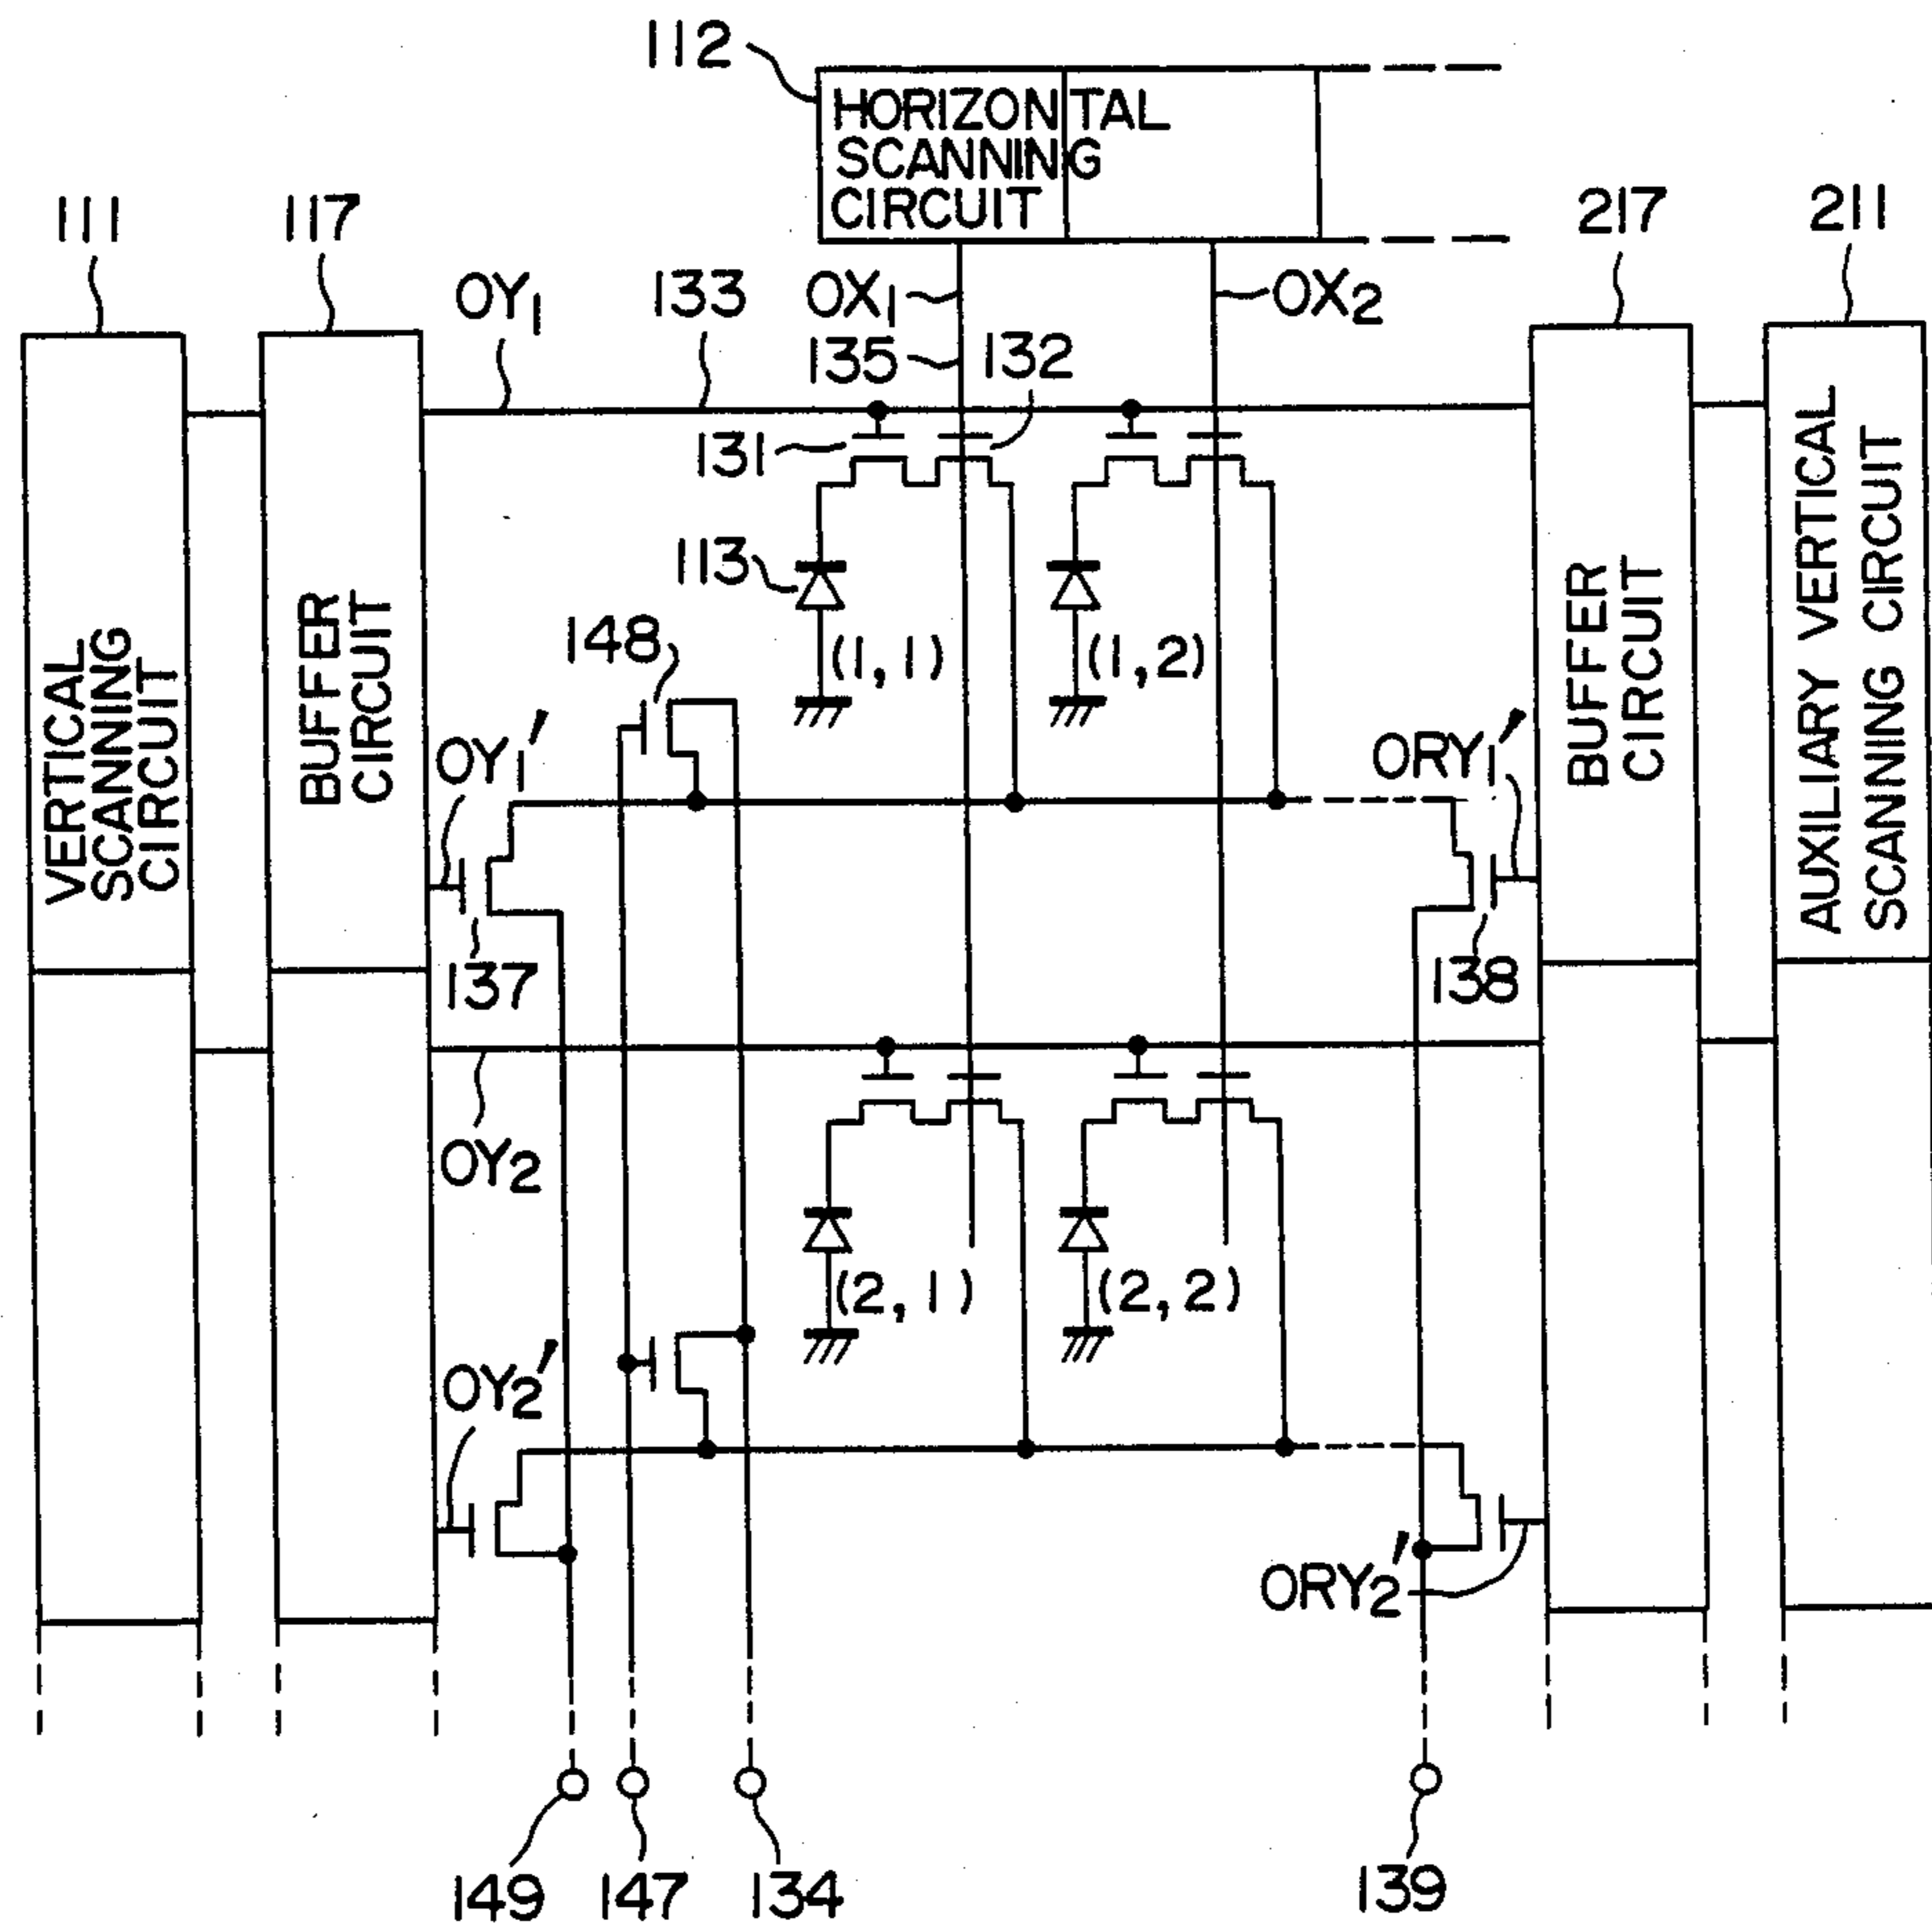 112
HORIZONTAL
SCANNING
CIRCUIT
111
117
217
211
OY1
133
OX1
OX2
135
132
131
113
(1,1)
(1,2)
148
VERTICAL
SCANNING
CIRCUIT
BUFFER
CIRCUIT
BUFFER
CIRCUIT
AUXILIARY VERTICAL
SCANNING CIRCUIT
OY1'
ORY1'
137
138
OY2
(2,1)
(2,2)
OY2'
ORY2'
149
147
134
139